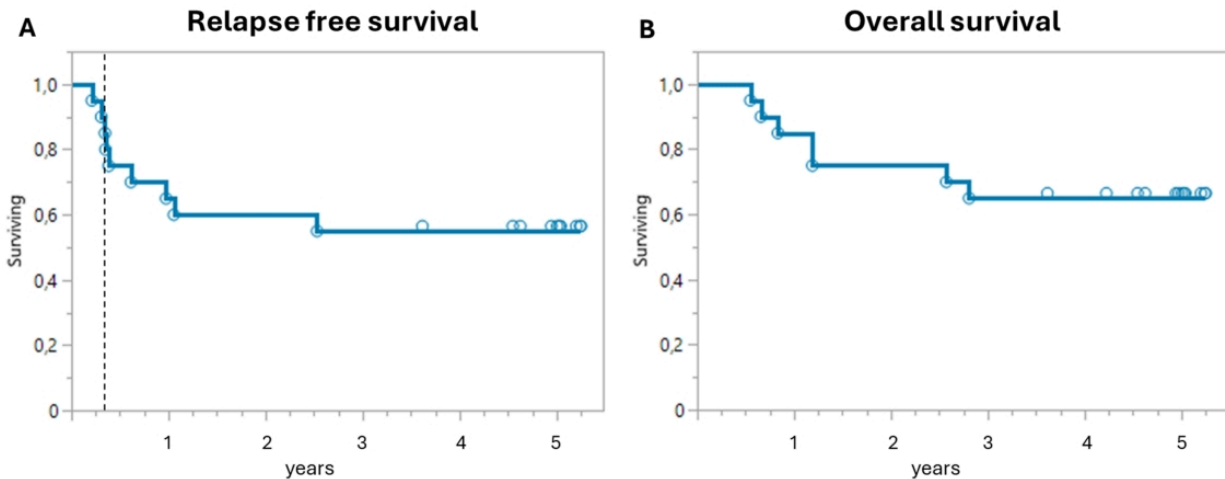 A
Relapse free survival
1,0
0,8
0,6
0,4
0,2
0
Surviving
1
2
3
4
5
years
B
Overall survival
1,0
0,8
0,6
0,4
0,2
0
Surviving
1
2
3
4
5
years